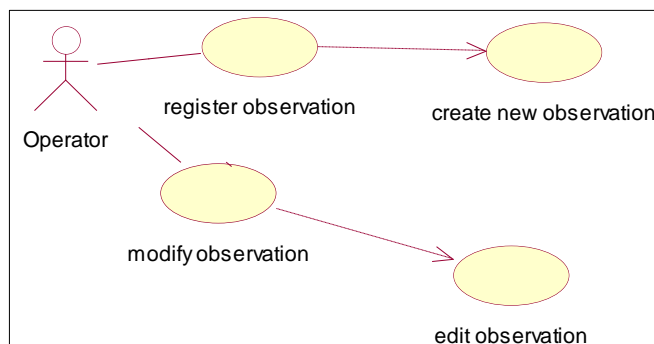 register observation
create new observation
Operator
modify observation
edit observation